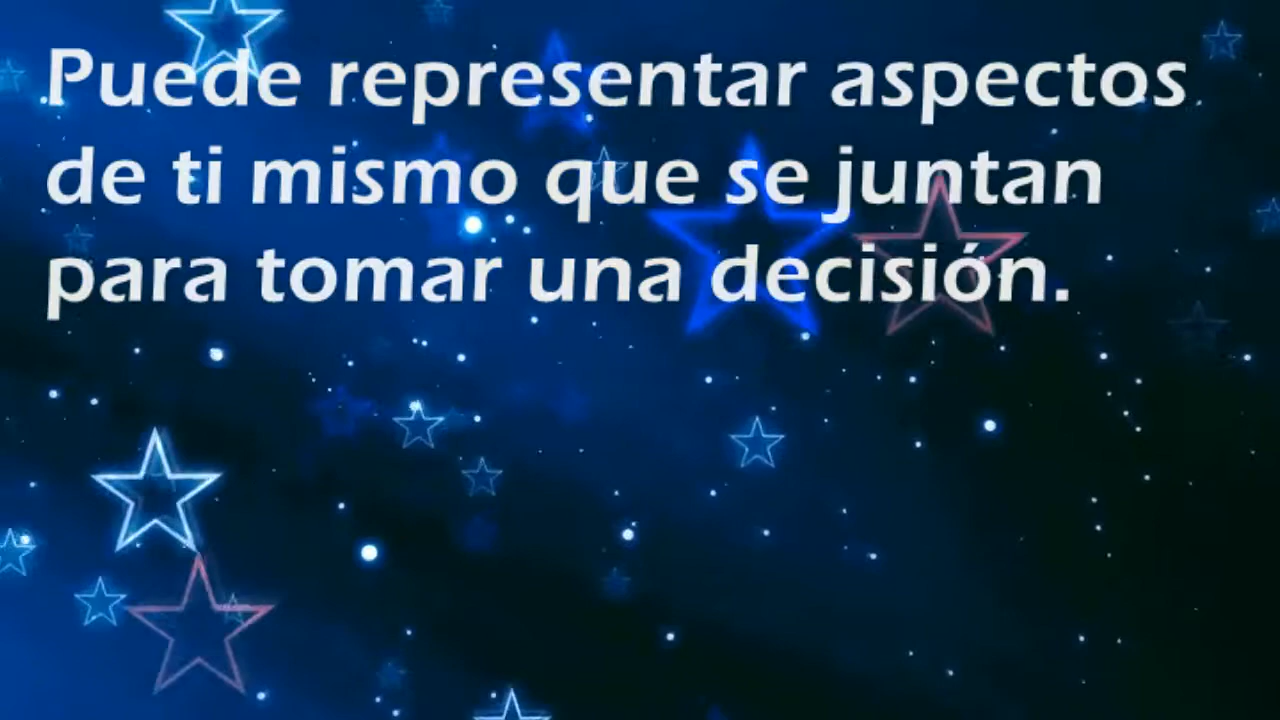 Puede representar aspectos
de ti mismo que se juntan
para tomar una decisión.